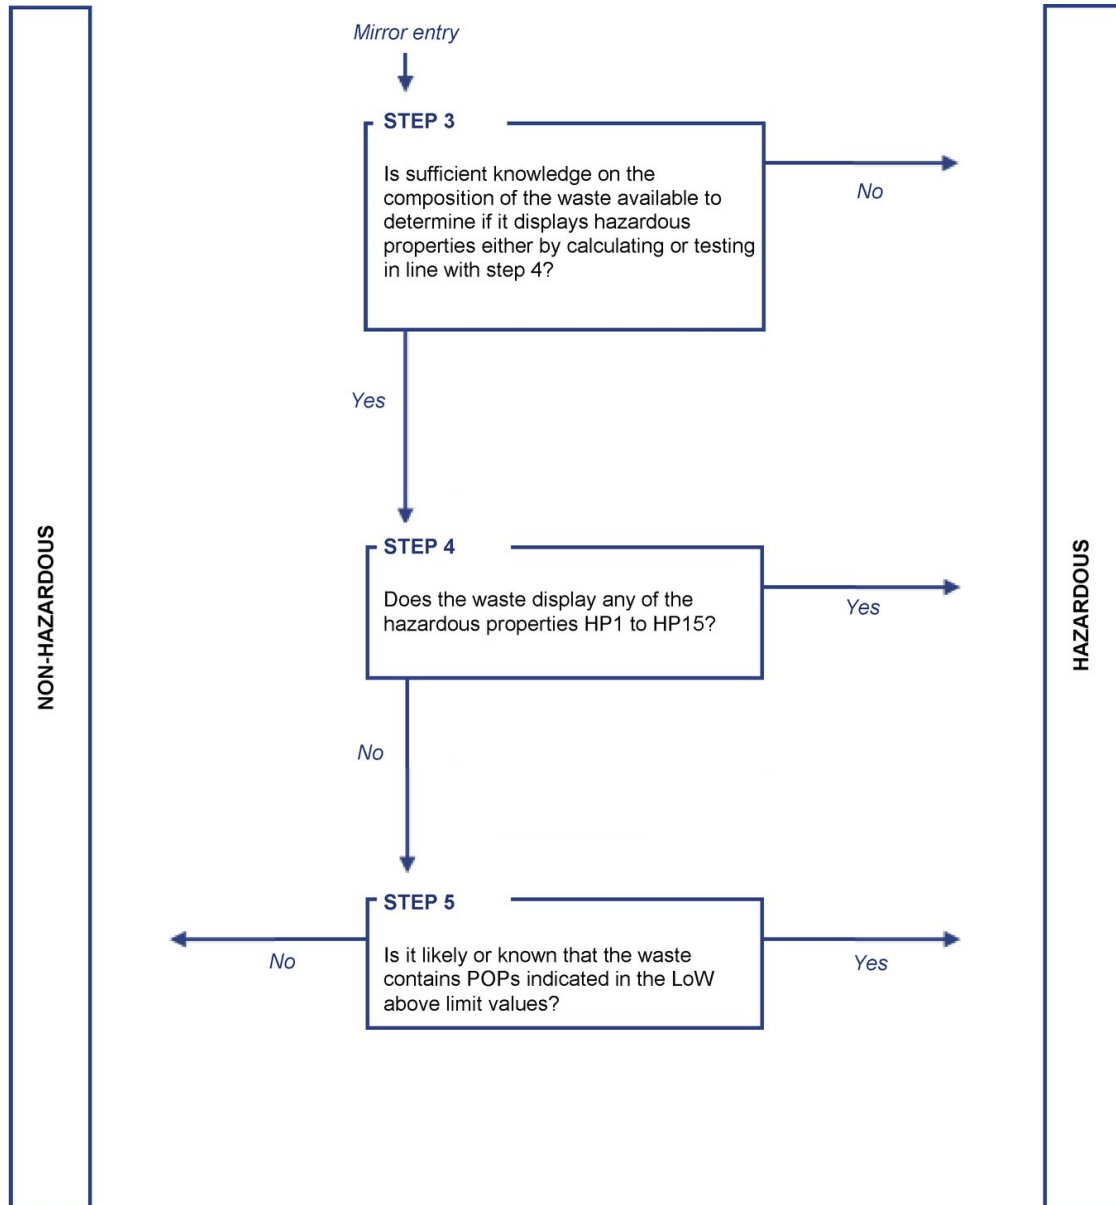 Mirror entry
STEP 3
Is sufficient knowledge on the
composition of the waste available to
determine if it displays hazardous
properties either by calculating or testing
in line with step 4?
No
Yes
STEP 4
Does the waste display any of the
hazardous properties HP1 to HP15?
Yes
No
STEP 5
Is it likely or known that the waste
contains POPs indicated in the LoW
above limit values?
No
Yes
NON-HAZARDOUS
HAZARDOUS